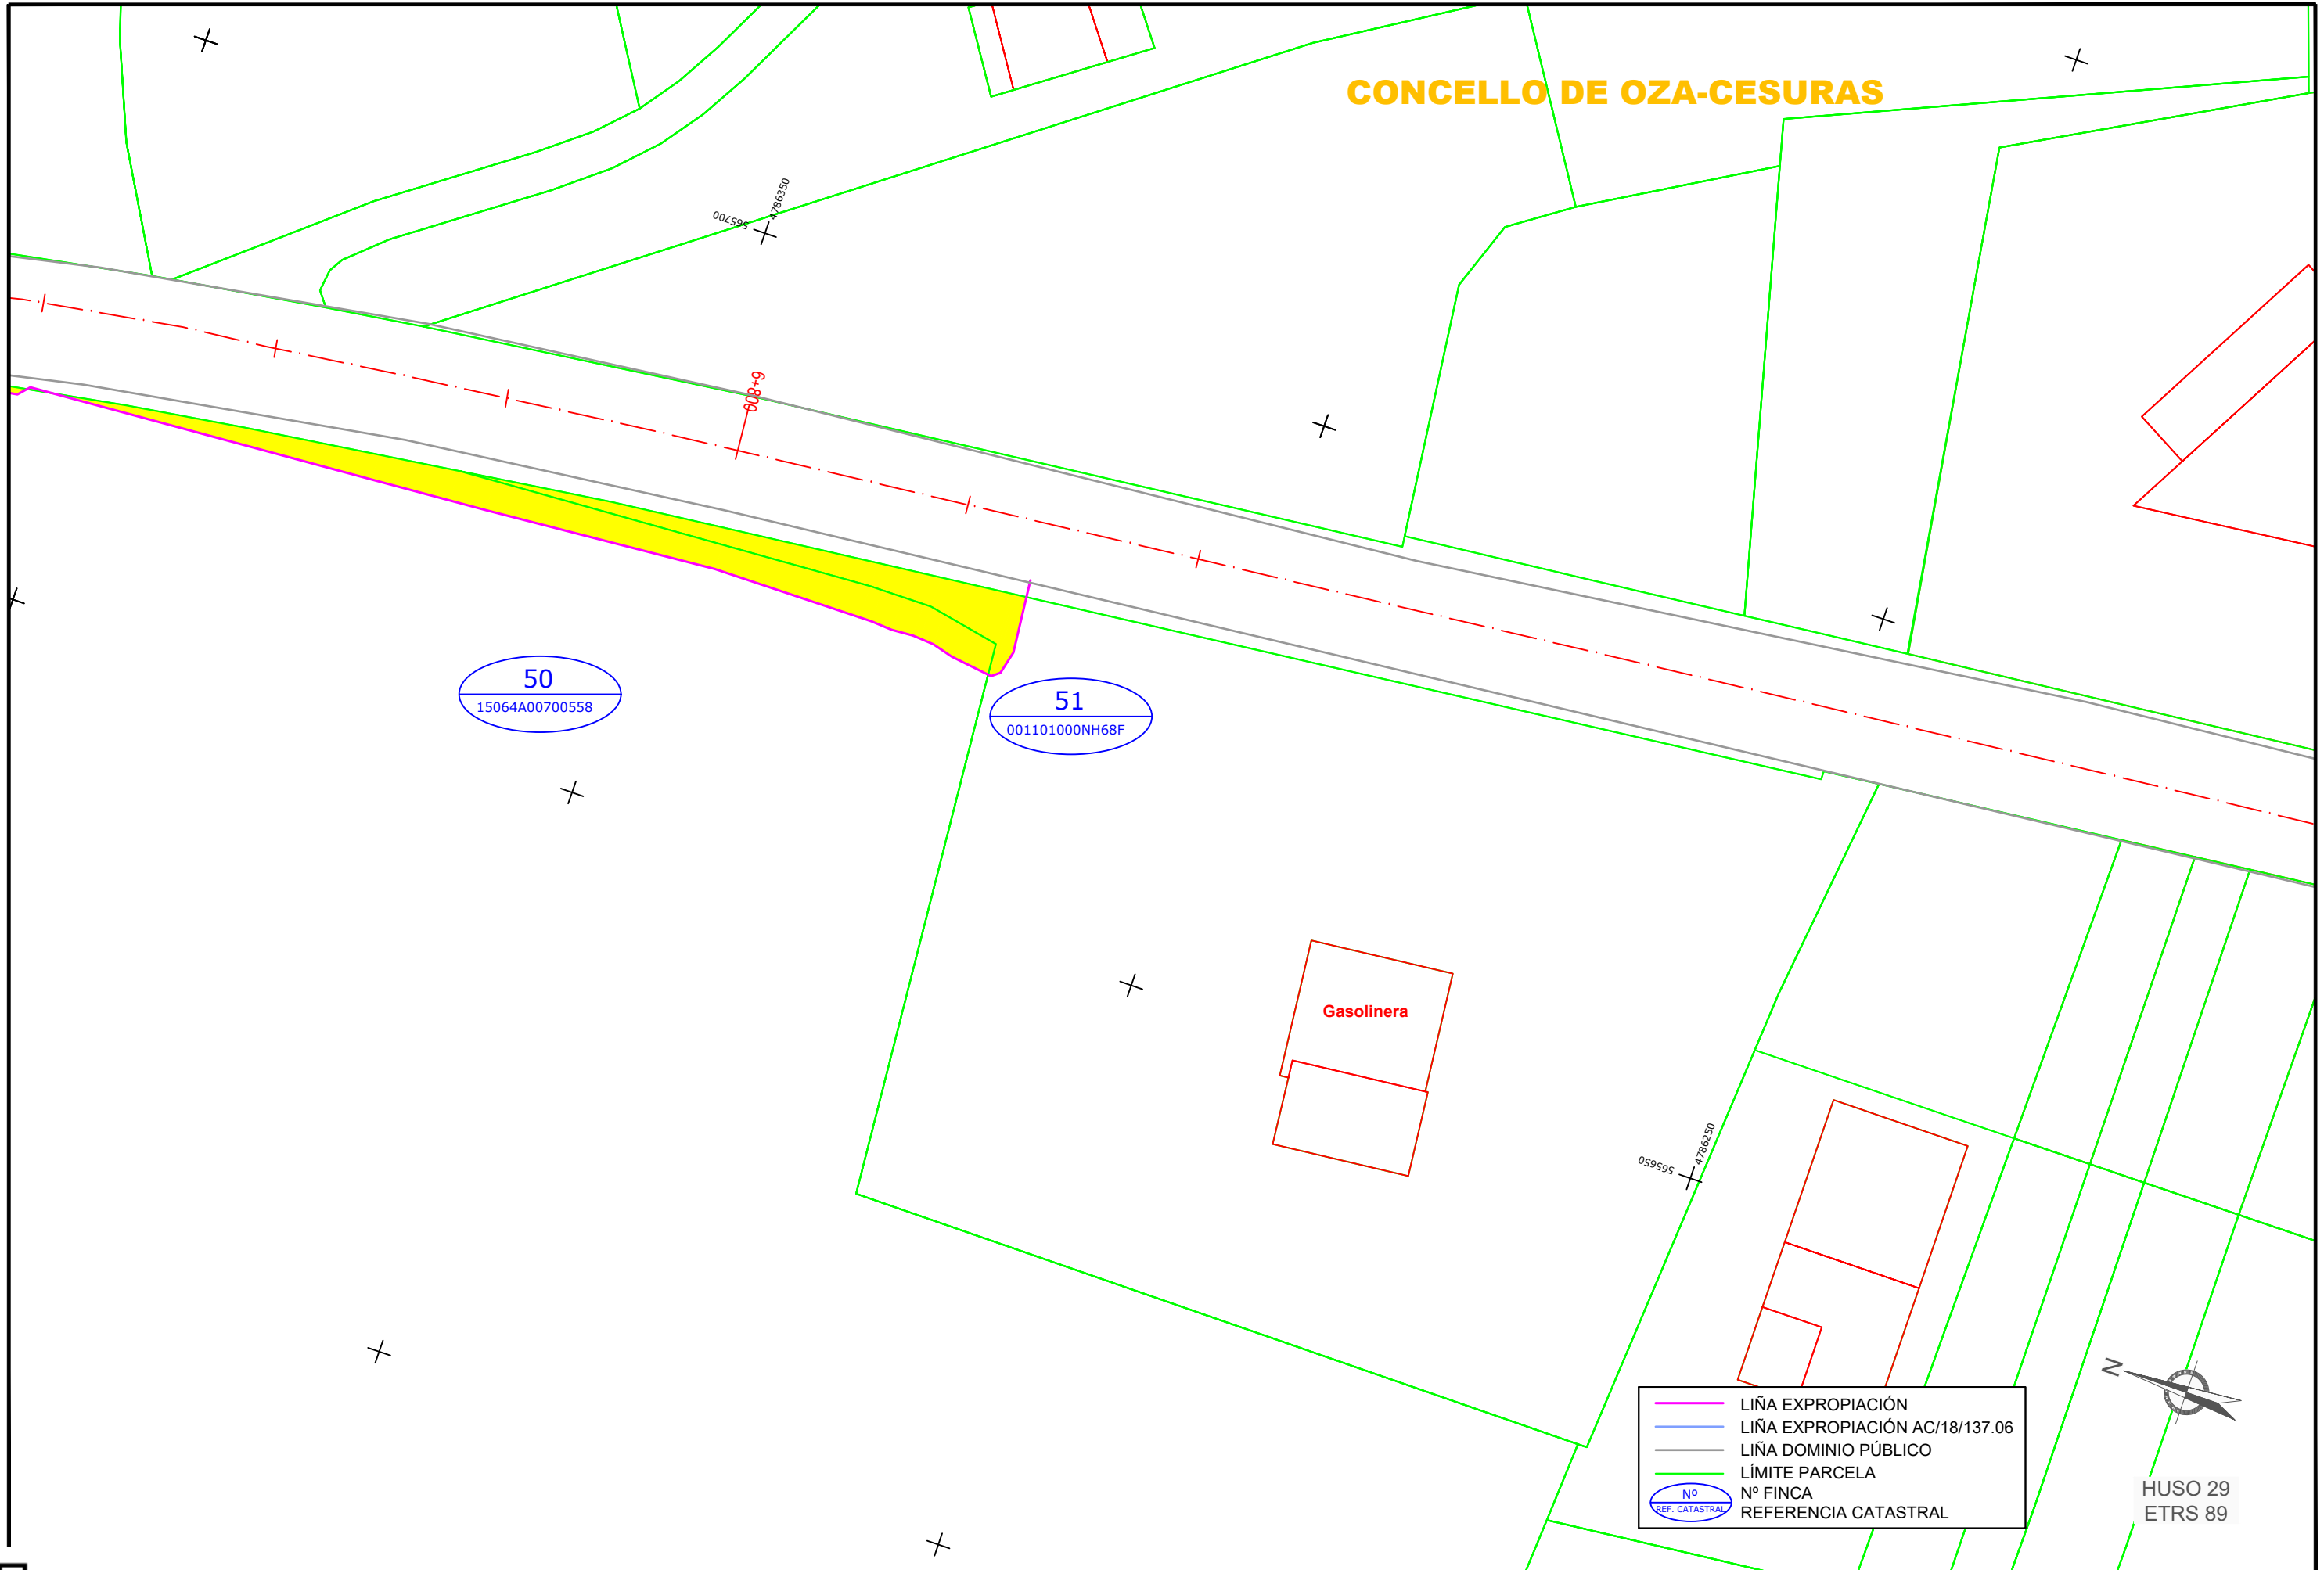 CONCELLO DE OZA-CESURAS
565700
4786350
6+800
50
15064A00700558
51
001101000NH68F
Gasolinera
565650
4786250
LIÑA EXPROPIACIÓN
LIÑA EXPROPIACIÓN AC/18/137.06
LIÑA DOMINIO PÚBLICO
LÍMITE PARCELA
Nº
REF. CATASTRAL
Nº FINCA
REFERENCIA CATASTRAL
N
HUSO 29
ETRS 89